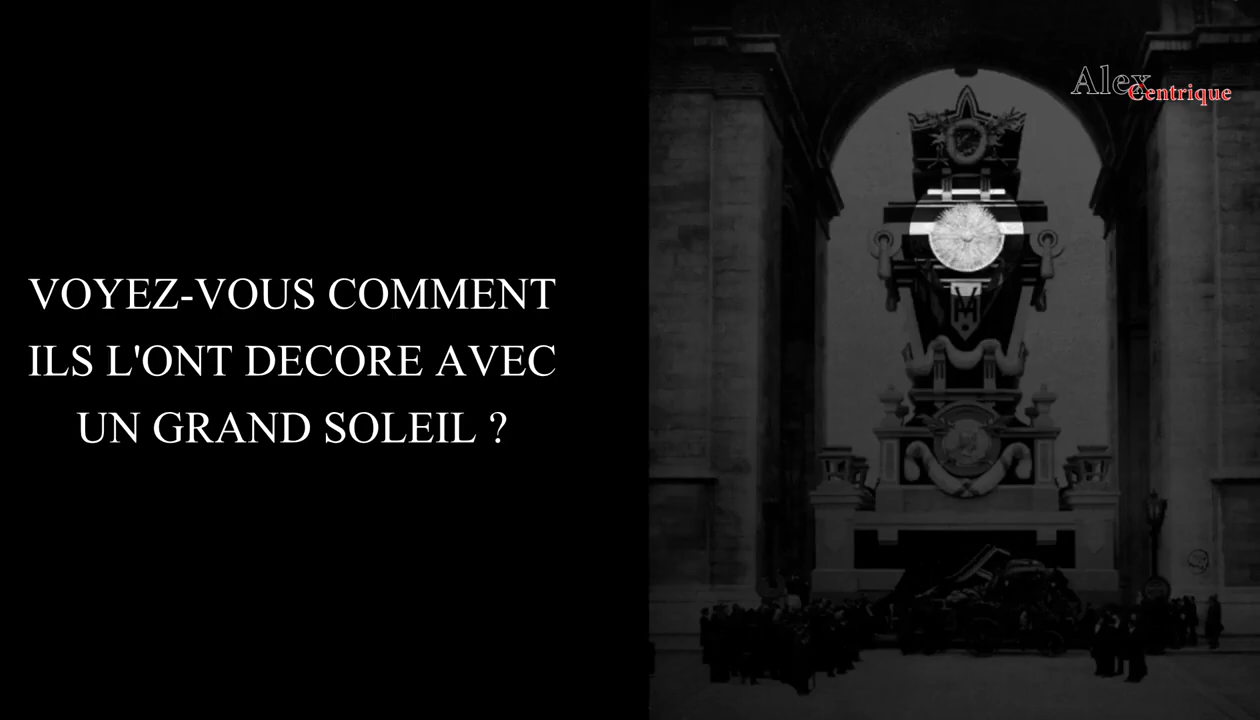 VOYEZ-VOUS COMMENT
ILS L'ONT DECORE AVEC
UN GRAND SOLEIL ?
Alex
Centrique